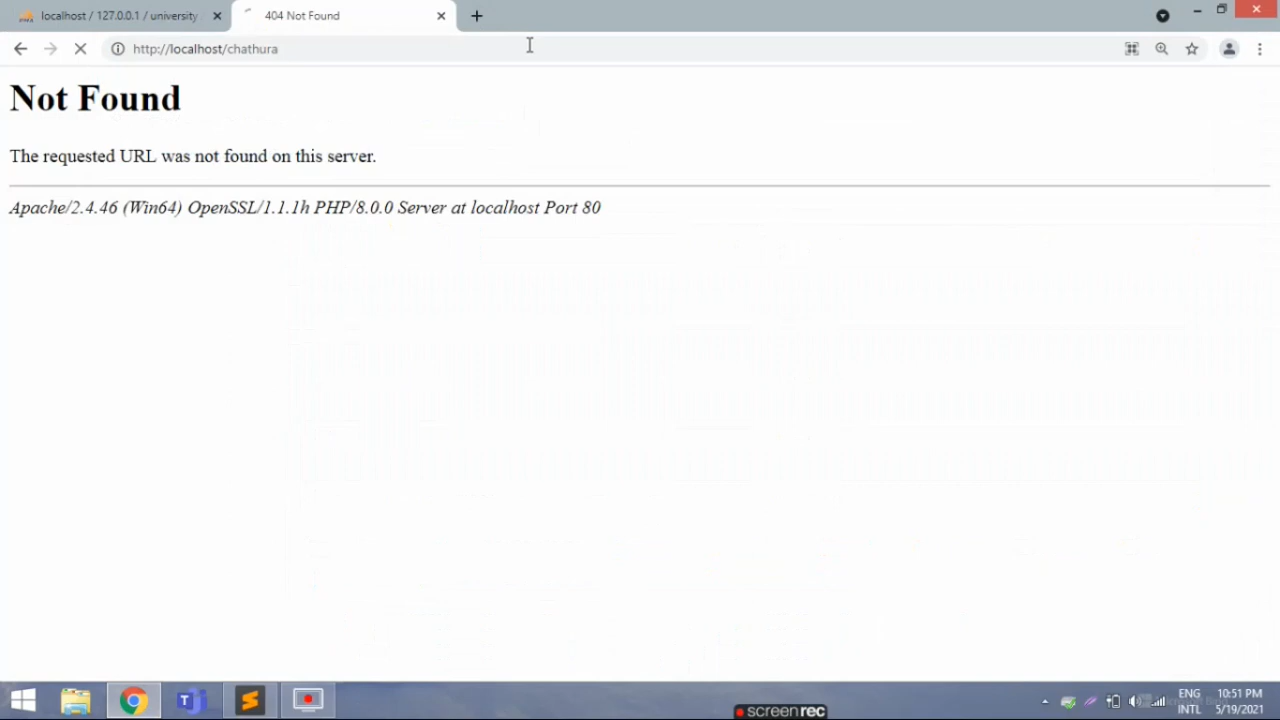 localhost / 127.0.0.1 / university
404 Not Found
http://localhost/chathura
Not Found
The requested URL was not found on this server.
Apache/2.4.46 (Win64) OpenSSL/1.1.1h PHP/8.0.0 Server at localhost Port 80
ENG
10:51 PM
INTL
5/19/2021
screenrec